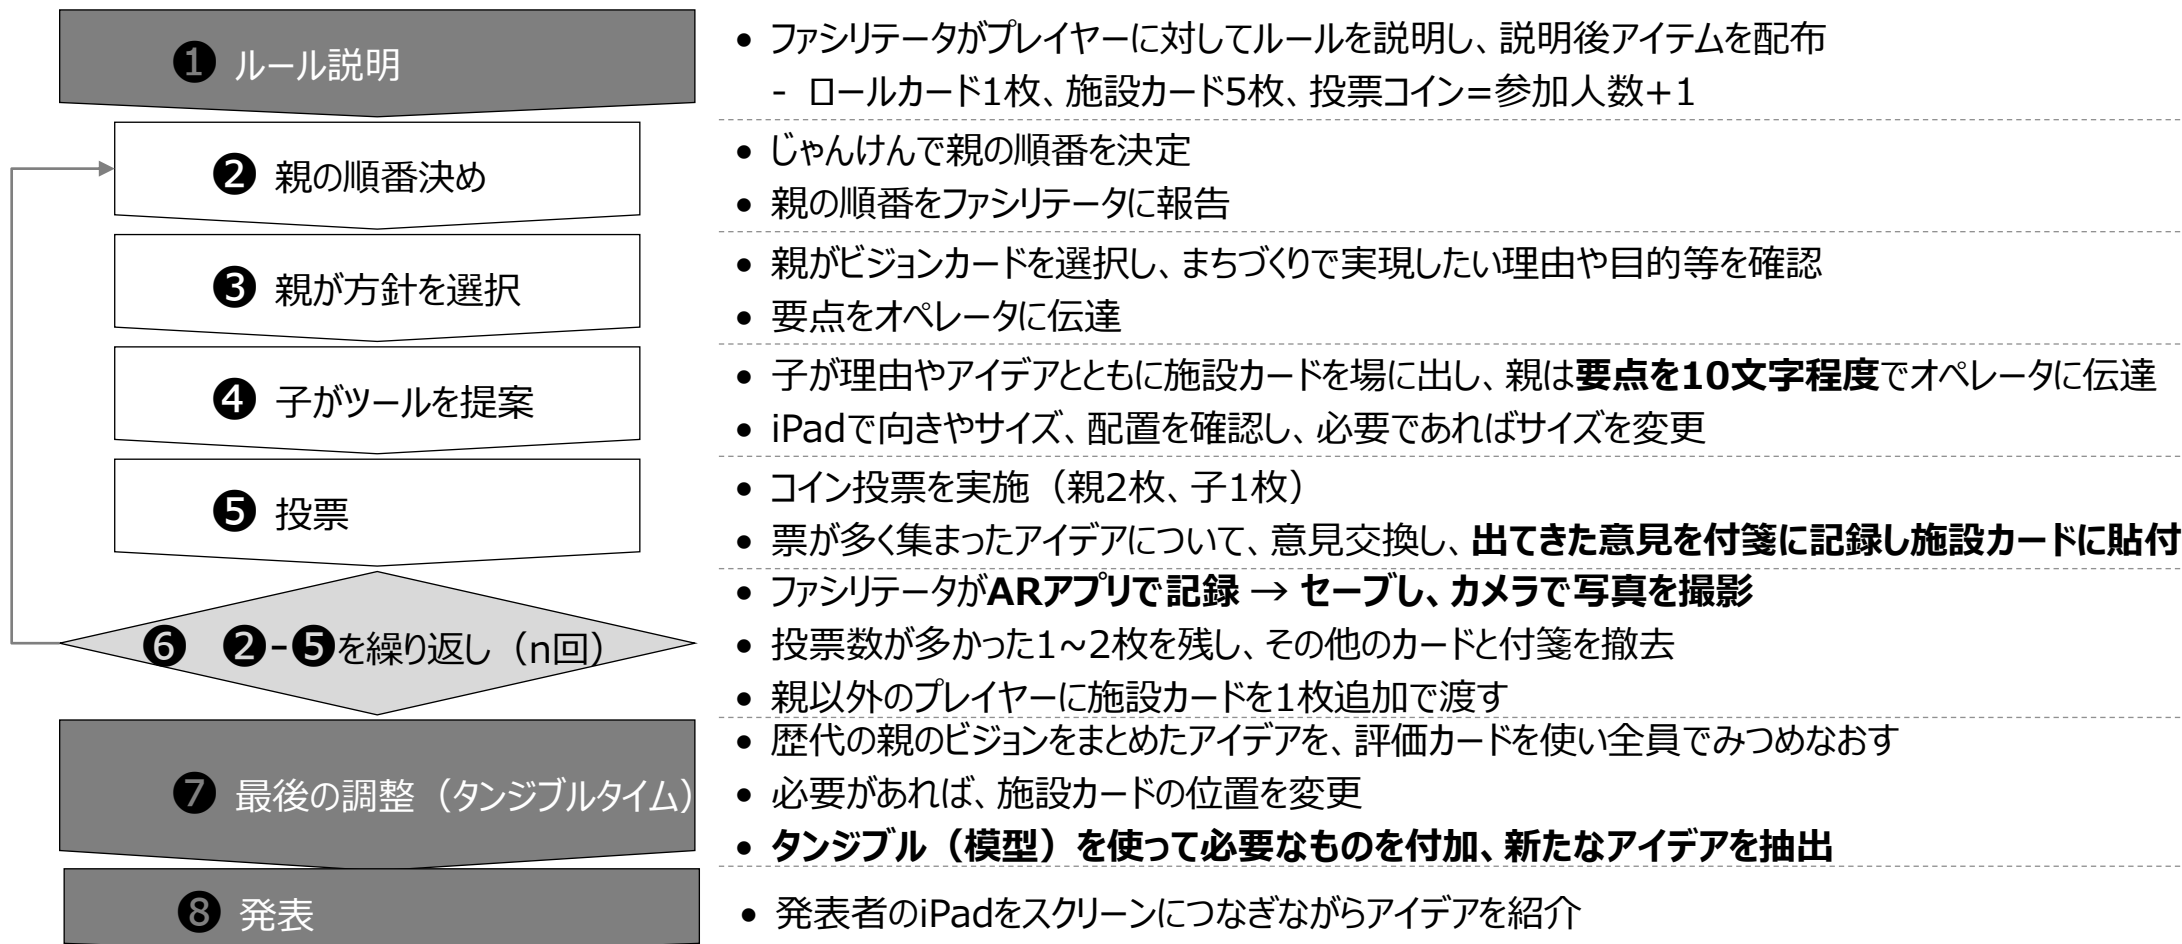 ❶ ルール説明
• ファシリテータがプレイヤーに対してルールを説明し、説明後アイテムを配布
- ロールカード1枚、施設カード5枚、投票コイン=参加人数+1
❷ 親の順番決め
• じゃんけんで親の順番を決定
• 親の順番をファシリテータに報告
❸ 親が方針を選択
• 親がビジョンカードを選択し、まちづくりで実現したい理由や目的等を確認
• 要点をオペレータに伝達
❹ 子がツールを提案
• 子が理由やアイデアとともに施設カードを場に出し、親は要点を10文字程度でオペレータに伝達
• iPadで向きやサイズ、配置を確認し、必要であればサイズを変更
❺ 投票
• コイン投票を実施（親2枚、子1枚）
• 票が多く集まったアイデアについて、意見交換し、出てきた意見を付箋に記録し施設カードに貼付
❻ ❷-❺を繰り返し（n回）
• ファシリテータがARアプリで記録 → セーブし、カメラで写真を撮影
• 投票数が多かった1~2枚を残し、その他のカードと付箋を撤去
• 親以外のプレイヤーに施設カードを1枚追加で渡す
❼ 最後の調整（タンジブルタイム）
• 歴代の親のビジョンをまとめたアイデアを、評価カードを使い全員でみつめなおす
• 必要があれば、施設カードの位置を変更
• タンジブル（模型）を使って必要なものを付加、新たなアイデアを抽出
❽ 発表
• 発表者のiPadをスクリーンにつなぎながらアイデアを紹介